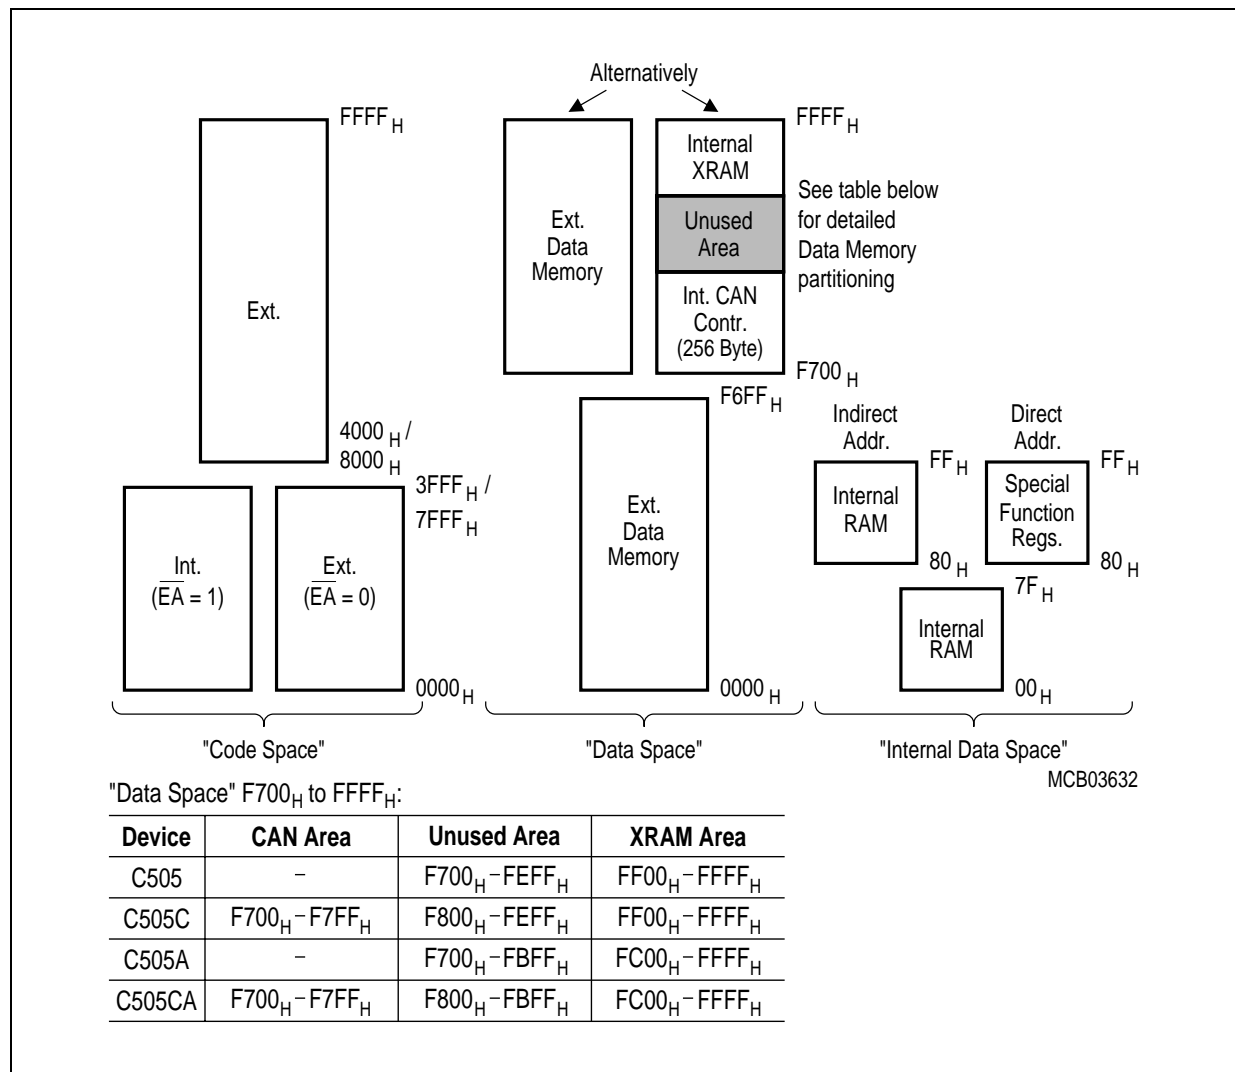 Alternatively
FFFF H
Ext.
4000 H /
8000 H
3FFF H /
7FFF H
Int.
(EA = 1)
Ext.
(EA = 0)
0000 H
"Code Space"
Ext.
Data
Memory
Internal
XRAM
Unused
Area
Int. CAN
Contr.
(256 Byte)
FFFF H
See table below
for detailed
Data Memory
partitioning
F700 H
F6FF H
Ext.
Data
Memory
0000 H
"Data Space"
Indirect
Addr.
Direct
Addr.
Internal
RAM
FF H
80 H
Special
Function
Regs.
FF H
80 H
7F H
Internal
RAM
00 H
"Internal Data Space"
MCB03632
"Data Space" F700H to FFFFH:
Device CAN Area Unused Area XRAM Area
C505 – F700H–FEFFH FF00H–FFFFH
C505C F700H–F7FFH F800H–FEFFH FF00H–FFFFH
C505A – F700H–FBFFH FC00H–FFFFH
C505CA F700H–F7FFH F800H–FBFFH FC00H–FFFFH